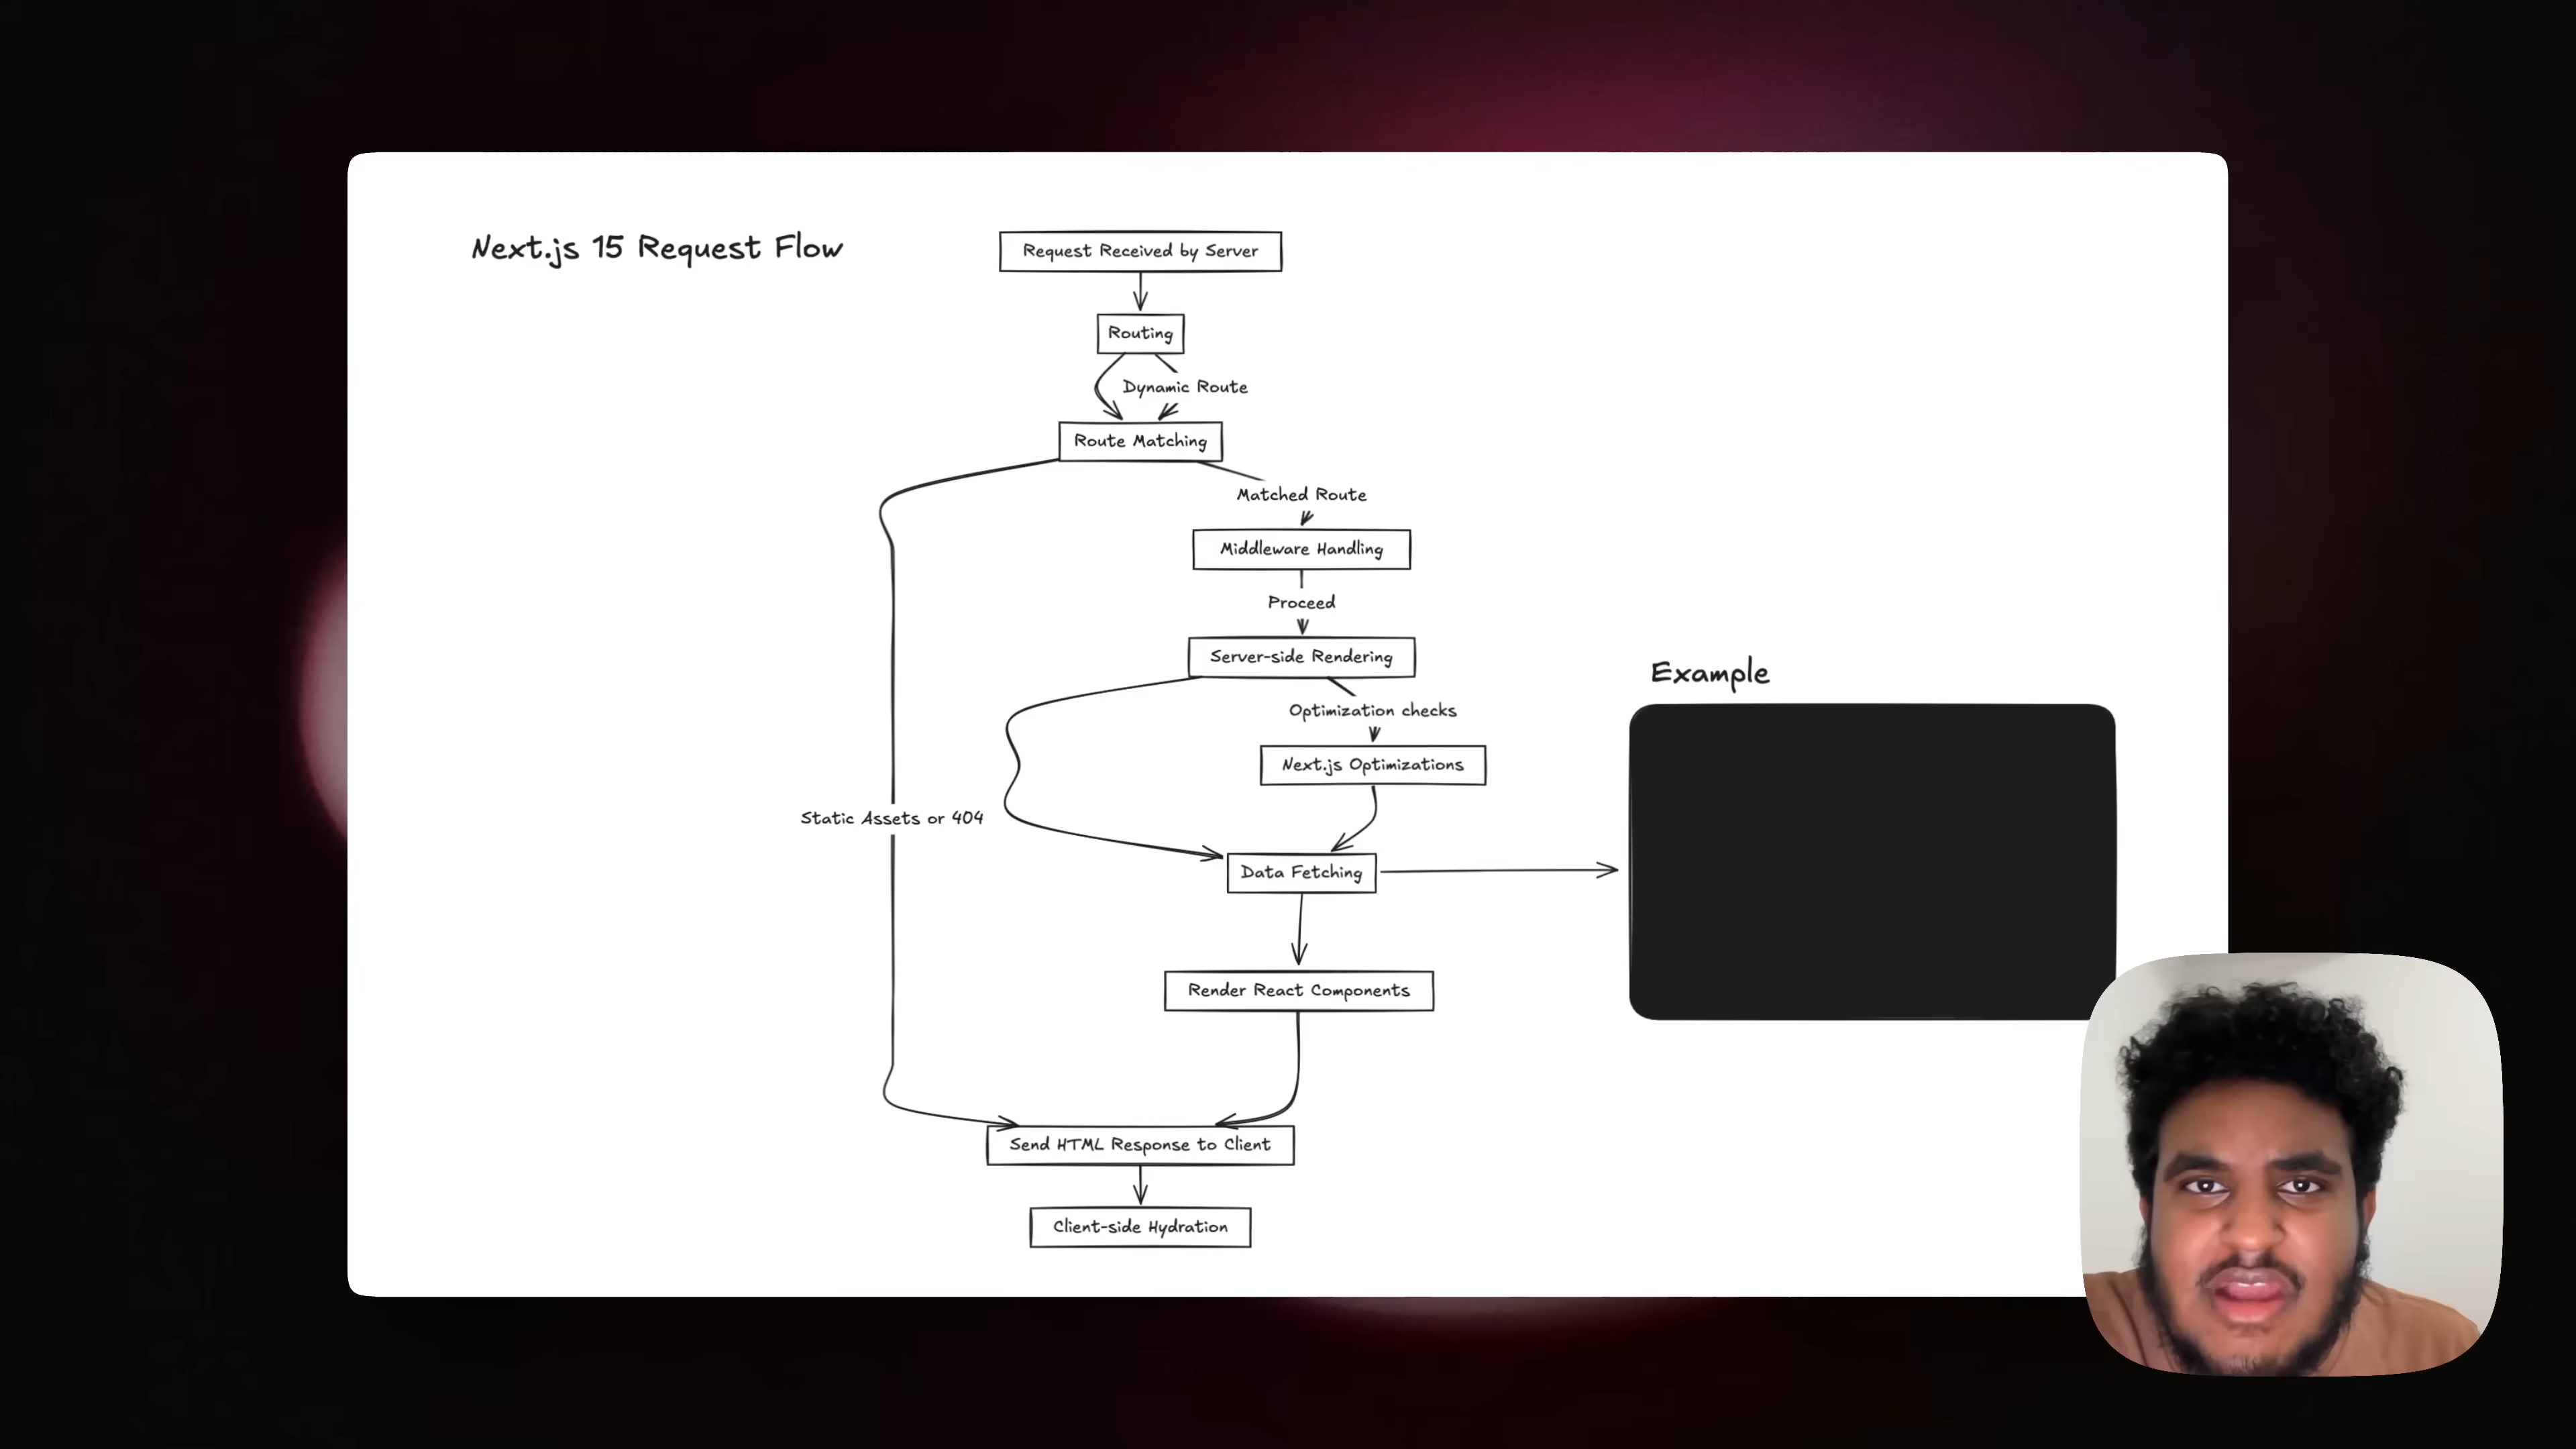 Next.js 15 Request Flow
Request Received by Server
Routing
Dynamic Route
Route Matching
Matched Route
Middleware Handling
Proceed
Server-side Rendering
Optimization checks
Next.js Optimizations
Static Assets or 404
Data Fetching
Example
Render React Components
Send HTML Response to Client
Client-side Hydration